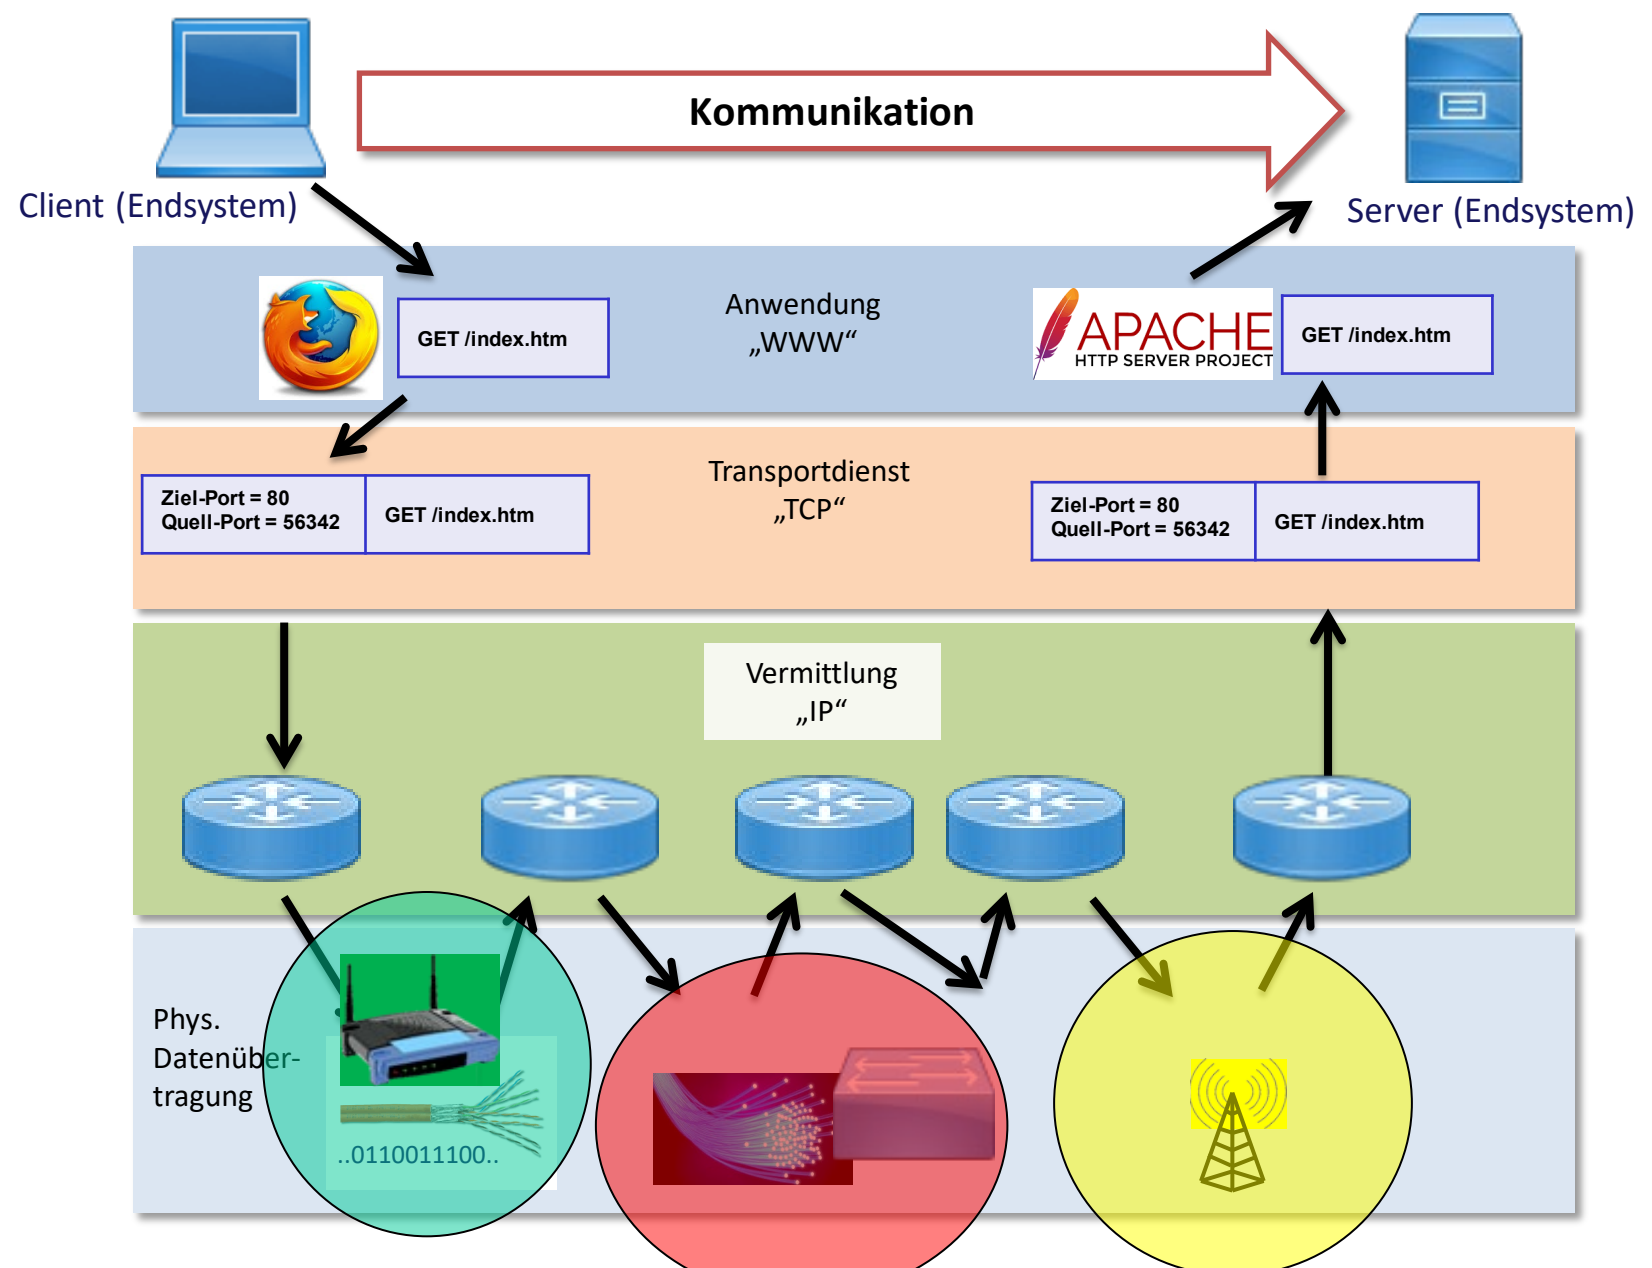 Kommunikation
Client (Endsystem)
Server (Endsystem)
GET /index.htm
Anwendung
„WWW“
APACHE
HTTP SERVER PROJECT
GET /index.htm
Ziel-Port = 80
Quell-Port = 56342
GET /index.htm
Transportdienst
„TCP“
Ziel-Port = 80
Quell-Port = 56342
GET /index.htm
Vermittlung
„IP“
Phys.
Datenüber-
tragung
..0110011100..